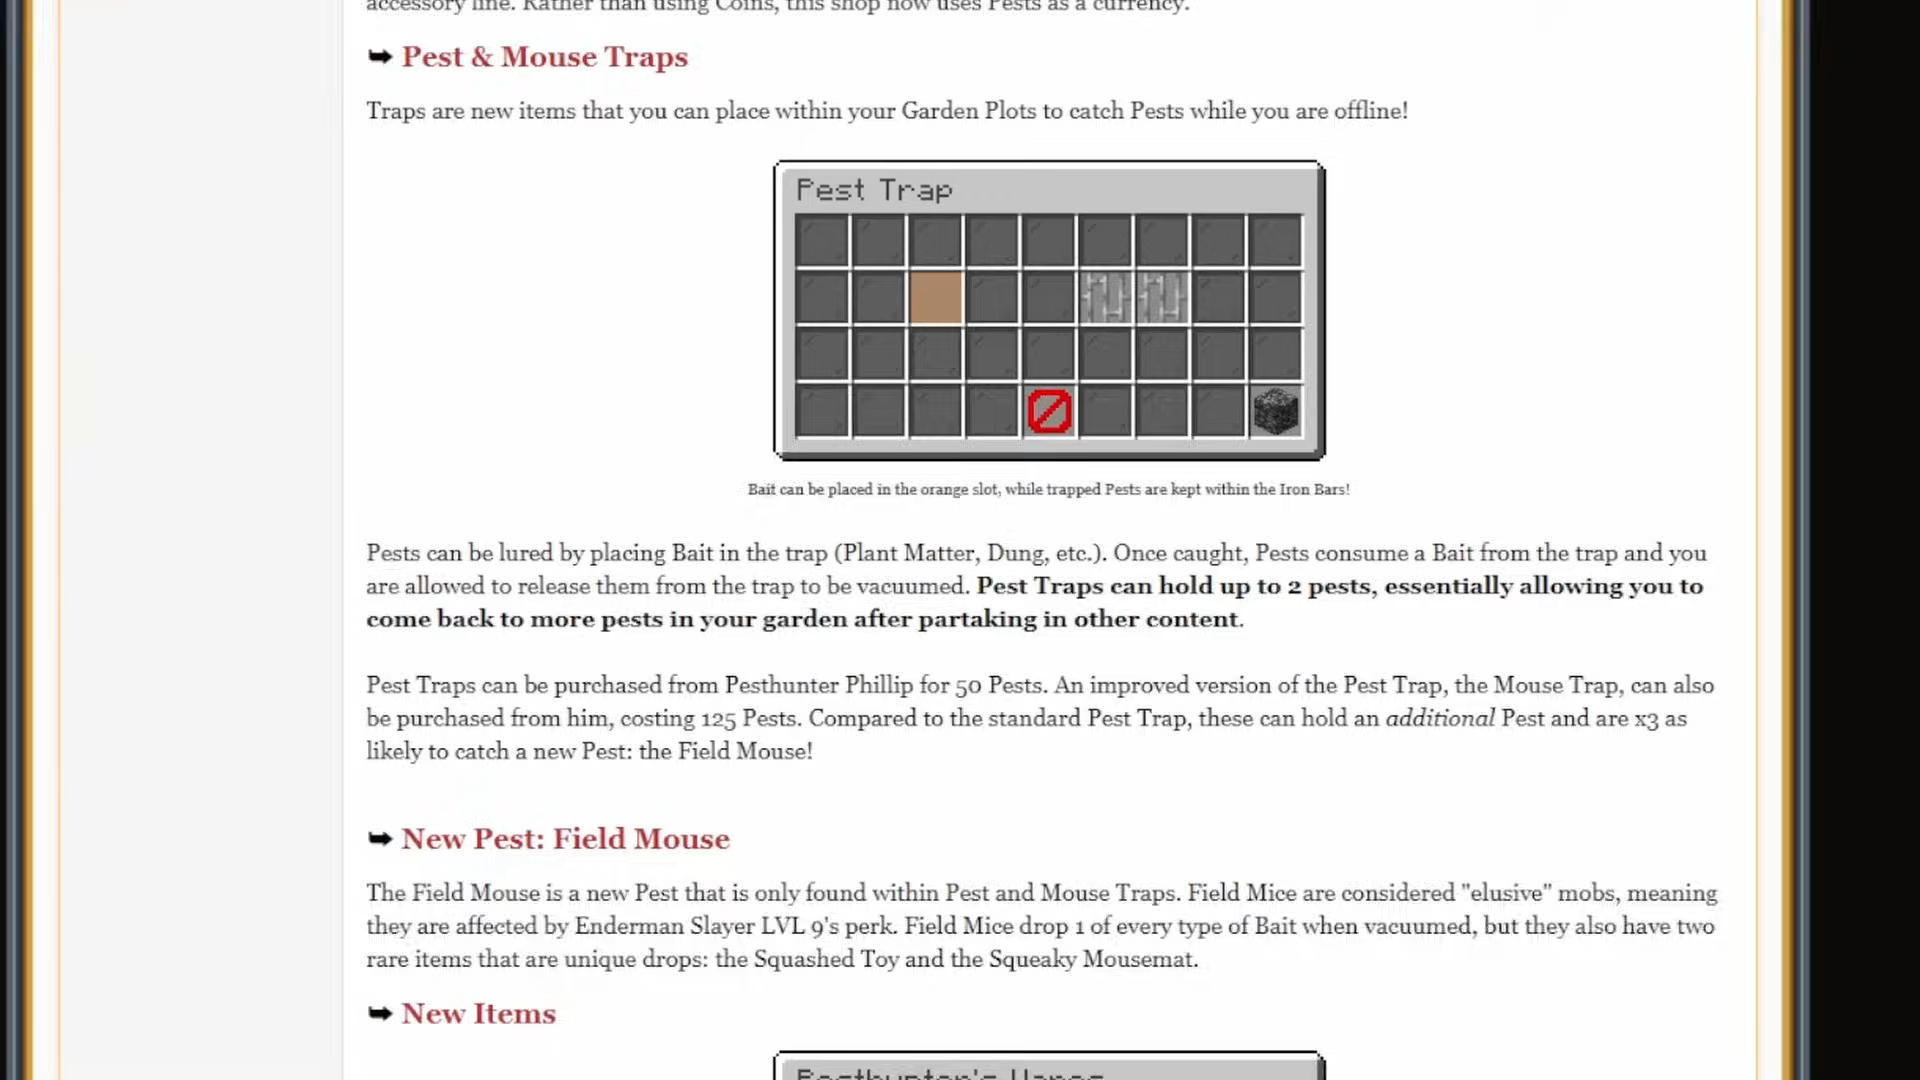 accessory line. Rather than using Coins, this shop now uses Pests as a currency.
➥ Pest & Mouse Traps
Traps are new items that you can place within your Garden Plots to catch Pests while you are offline!
Pest Trap
Bait can be placed in the orange slot, while trapped Pests are kept within the Iron Bars!
Pests can be lured by placing Bait in the trap (Plant Matter, Dung, etc.). Once caught, Pests consume a Bait from the trap and you
are allowed to release them from the trap to be vacuumed. Pest Traps can hold up to 2 pests, essentially allowing you to
come back to more pests in your garden after partaking in other content.
Pest Traps can be purchased from Pesthunter Phillip for 50 Pests. An improved version of the Pest Trap, the Mouse Trap, can also
be purchased from him, costing 125 Pests. Compared to the standard Pest Trap, these can hold an additional Pest and are x3 as
likely to catch a new Pest: the Field Mouse!
➥ New Pest: Field Mouse
The Field Mouse is a new Pest that is only found within Pest and Mouse Traps. Field Mice are considered "elusive" mobs, meaning
they are affected by Enderman Slayer LVL 9's perk. Field Mice drop 1 of every type of Bait when vacuumed, but they also have two
rare items that are unique drops: the Squashed Toy and the Squeaky Mousemat.
➥ New Items
Pesthunter's Wares